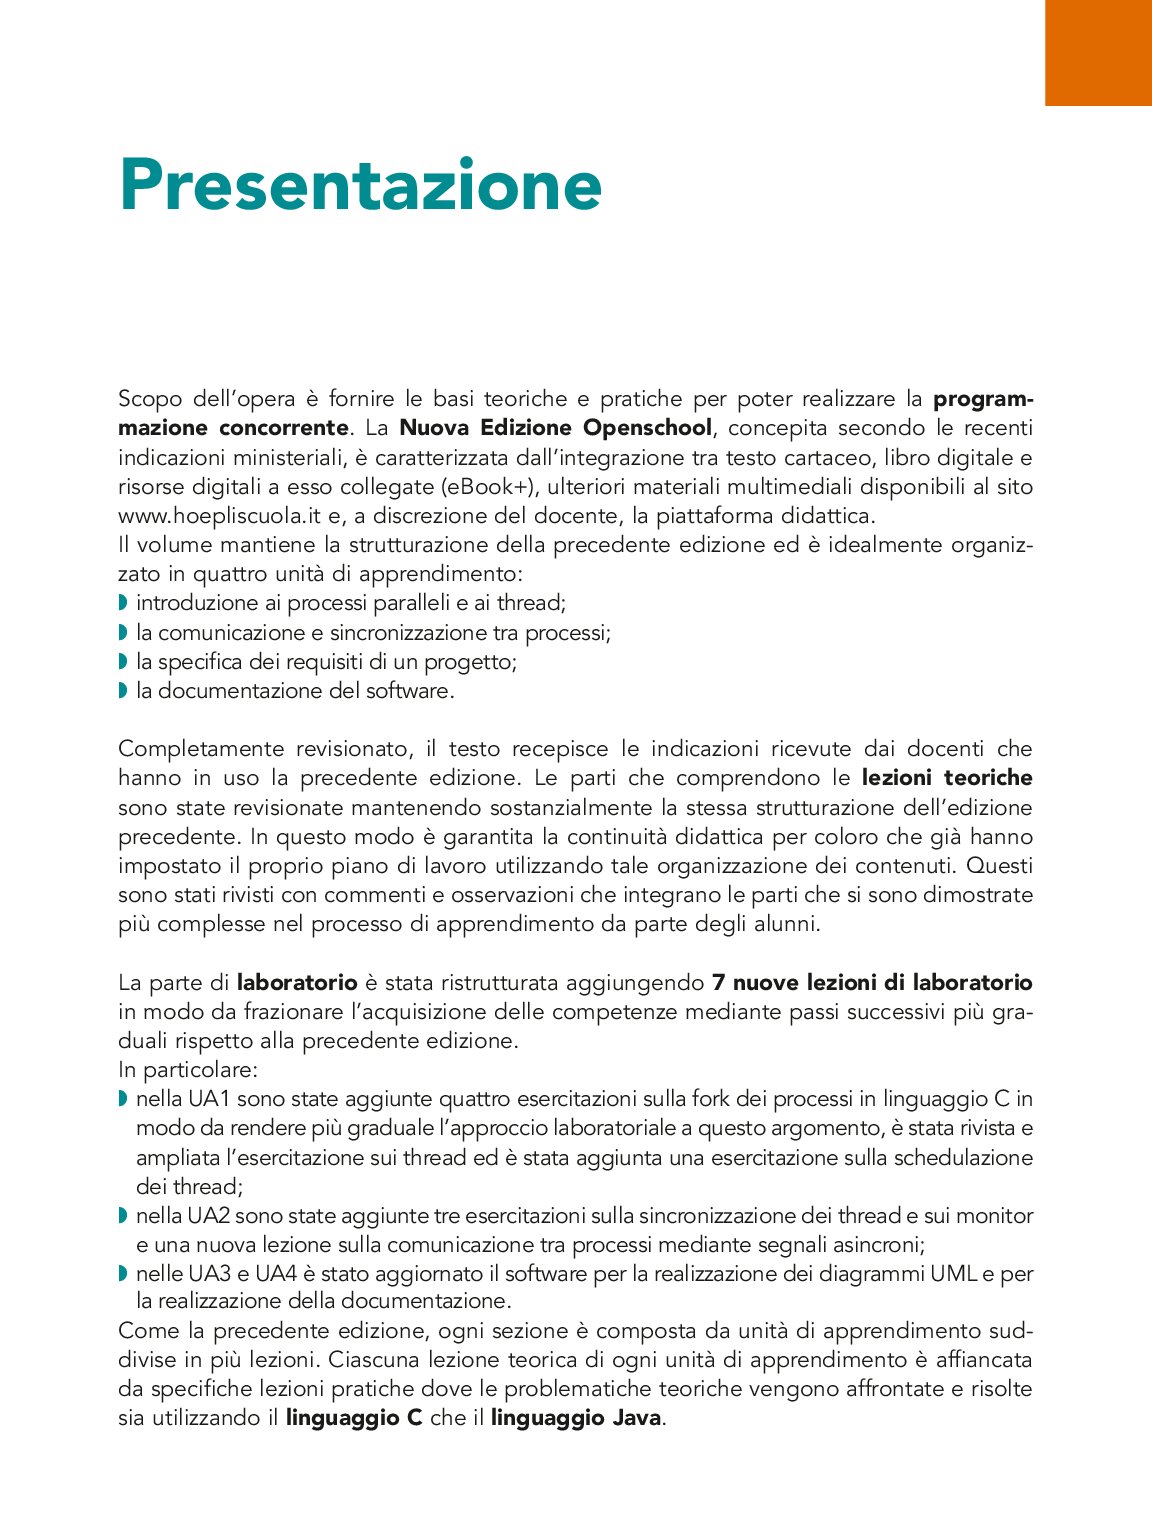 Presentazione
Scopo dell’opera è fornire le basi teoriche e pratiche per poter realizzare la program-
mazione concorrente. La Nuova Edizione Openschool, concepita secondo le recenti
indicazioni ministeriali, è caratterizzata dall’integrazione tra testo cartaceo, libro digitale e
risorse digitali a esso collegate (eBook+), ulteriori materiali multimediali disponibili al sito
www.hoepliscuola.it e, a discrezione del docente, la piattaforma didattica.
Il volume mantiene la strutturazione della precedente edizione ed è idealmente organiz-
zato in quattro unità di apprendimento:
◗ introduzione ai processi paralleli e ai thread;
◗ la comunicazione e sincronizzazione tra processi;
◗ la specifica dei requisiti di un progetto;
◗ la documentazione del software.
Completamente revisionato, il testo recepisce le indicazioni ricevute dai docenti che
hanno in uso la precedente edizione. Le parti che comprendono le lezioni teoriche
sono state revisionate mantenendo sostanzialmente la stessa strutturazione dell’edizione
precedente. In questo modo è garantita la continuità didattica per coloro che già hanno
impostato il proprio piano di lavoro utilizzando tale organizzazione dei contenuti. Questi
sono stati rivisti con commenti e osservazioni che integrano le parti che si sono dimostrate
più complesse nel processo di apprendimento da parte degli alunni.
La parte di laboratorio è stata ristrutturata aggiungendo 7 nuove lezioni di laboratorio
in modo da frazionare l’acquisizione delle competenze mediante passi successivi più gra-
duali rispetto alla precedente edizione.
In particolare:
◗ nella UA1 sono state aggiunte quattro esercitazioni sulla fork dei processi in linguaggio C in
modo da rendere più graduale l’approccio laboratoriale a questo argomento, è stata rivista e
ampliata l’esercitazione sui thread ed è stata aggiunta una esercitazione sulla schedulazione
dei thread;
◗ nella UA2 sono state aggiunte tre esercitazioni sulla sincronizzazione dei thread e sui monitor
e una nuova lezione sulla comunicazione tra processi mediante segnali asincroni;
◗ nelle UA3 e UA4 è stato aggiornato il software per la realizzazione dei diagrammi UML e per
la realizzazione della documentazione.
Come la precedente edizione, ogni sezione è composta da unità di apprendimento sud-
divise in più lezioni. Ciascuna lezione teorica di ogni unità di apprendimento è affiancata
da specifiche lezioni pratiche dove le problematiche teoriche vengono affrontate e risolte
sia utilizzando il linguaggio C che il linguaggio Java.